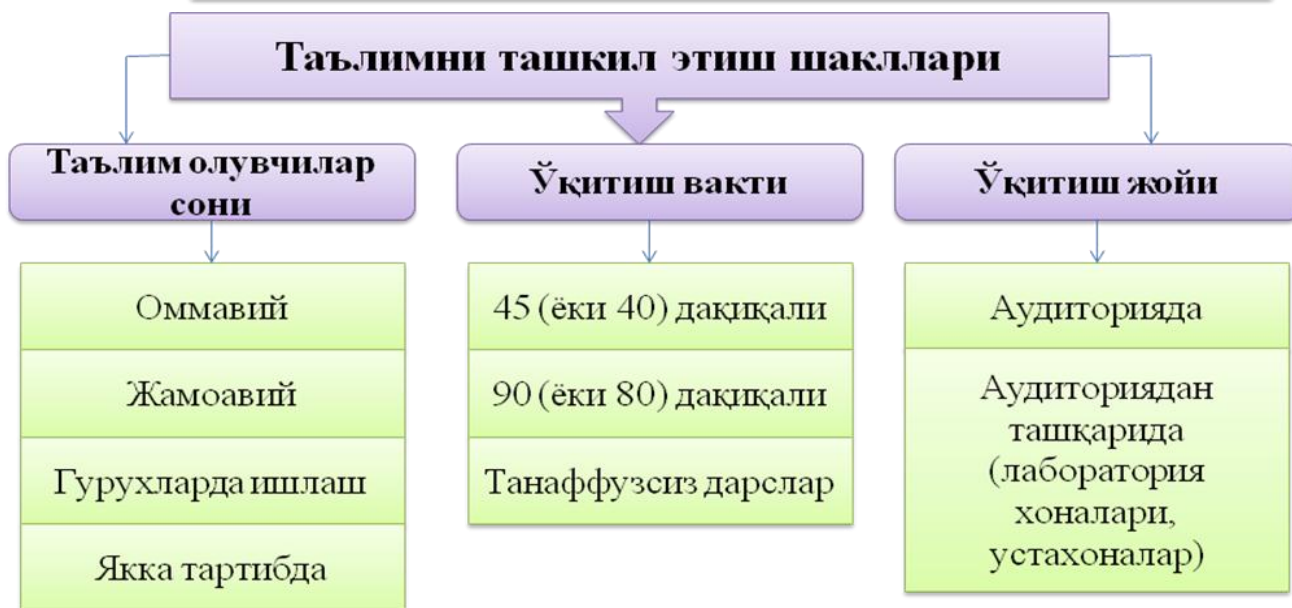 Таълимни ташкил этиш шакллари
Таълим олувчилар
сони
Оммавий
Жамоавий
Гурухларда ишлаш
Якка тартибда
Ўқитиш вакти
45 (ёки 40) дақиқали
90 (ёки 80) дақиқали
Танаффузсиз дарслар
Ўқитиш жойи
Аудиторияда
Аудиториядан
ташқарида
(лаборатория
хоналари,
устахоналар)